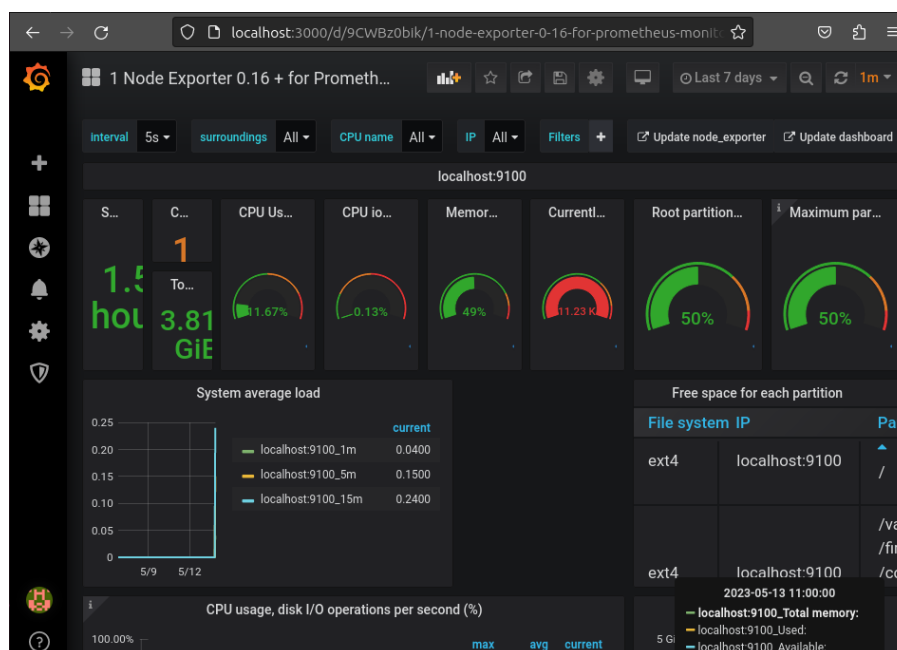 localhost:3000/d/9CWBz0bik/1-node-exporter-0-16-for-prometheus-monito
1 Node Exporter 0.16 + for Prometh...
Last 7 days
1m
interval 5s surroundings All CPU name All IP All Filters + Update node_exporter Update dashboard
localhost:9100
S... C... CPU Us... CPU io... Memor... Currentl... Root partition... i Maximum par...
1
1.5
hou
To...
3.81
GiB
11.67% 0.13% 49% 11.23 K 50% 50%
System average load
current
0.25
0.20
0.15
0.10
0.05
0
5/9 5/12
localhost:9100_1m 0.0400
localhost:9100_5m 0.1500
localhost:9100_15m 0.2400
Free space for each partition
File system IP Pa
ext4 localhost:9100 /
/va
/fir
ext4 localhost:9100 /co
i CPU usage, disk I/O operations per second (%)
100.00%
max avg current
5 Gi
2023-05-13 11:00:00
localhost:9100_Total memory:
localhost:9100_Used:
localhost:9100_Available: